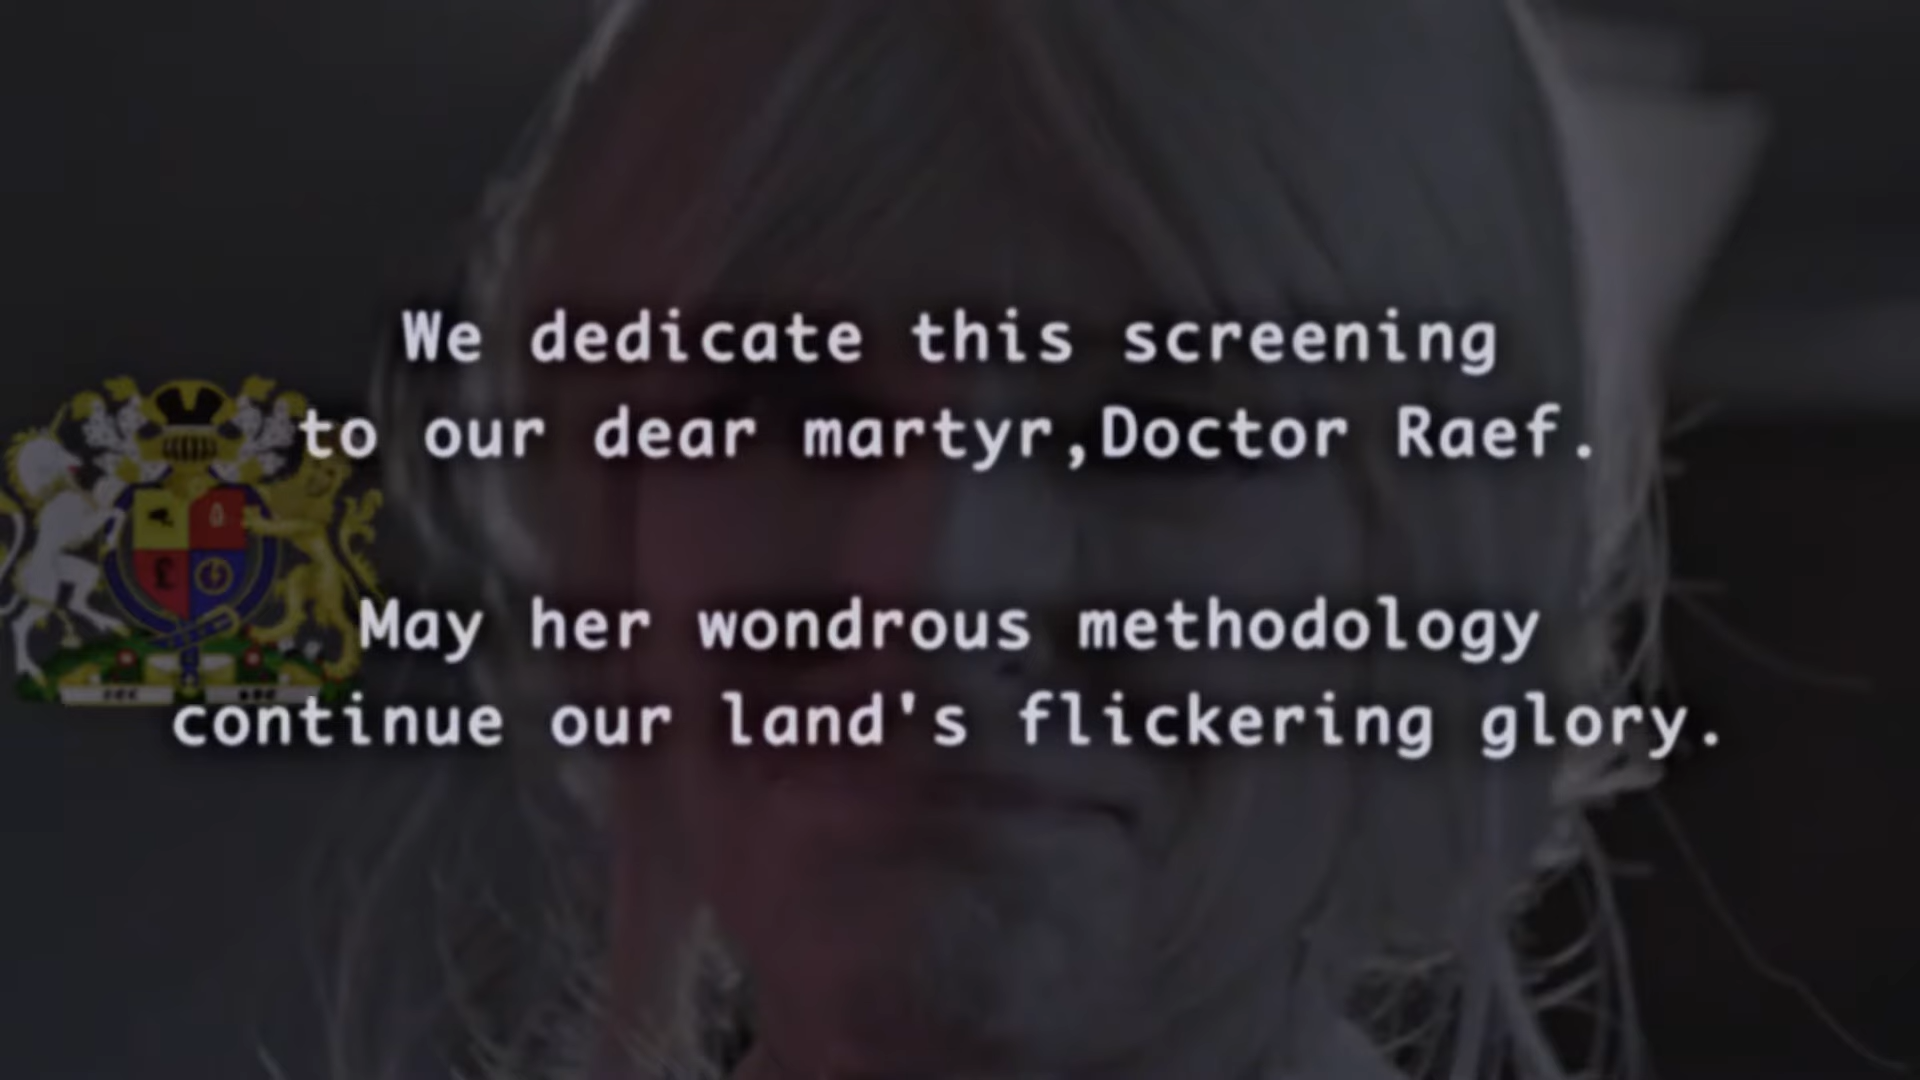 We dedicate this screening
to our dear martyr,Doctor Raef.
May her wondrous methodology
continue our land's flickering glory.
£